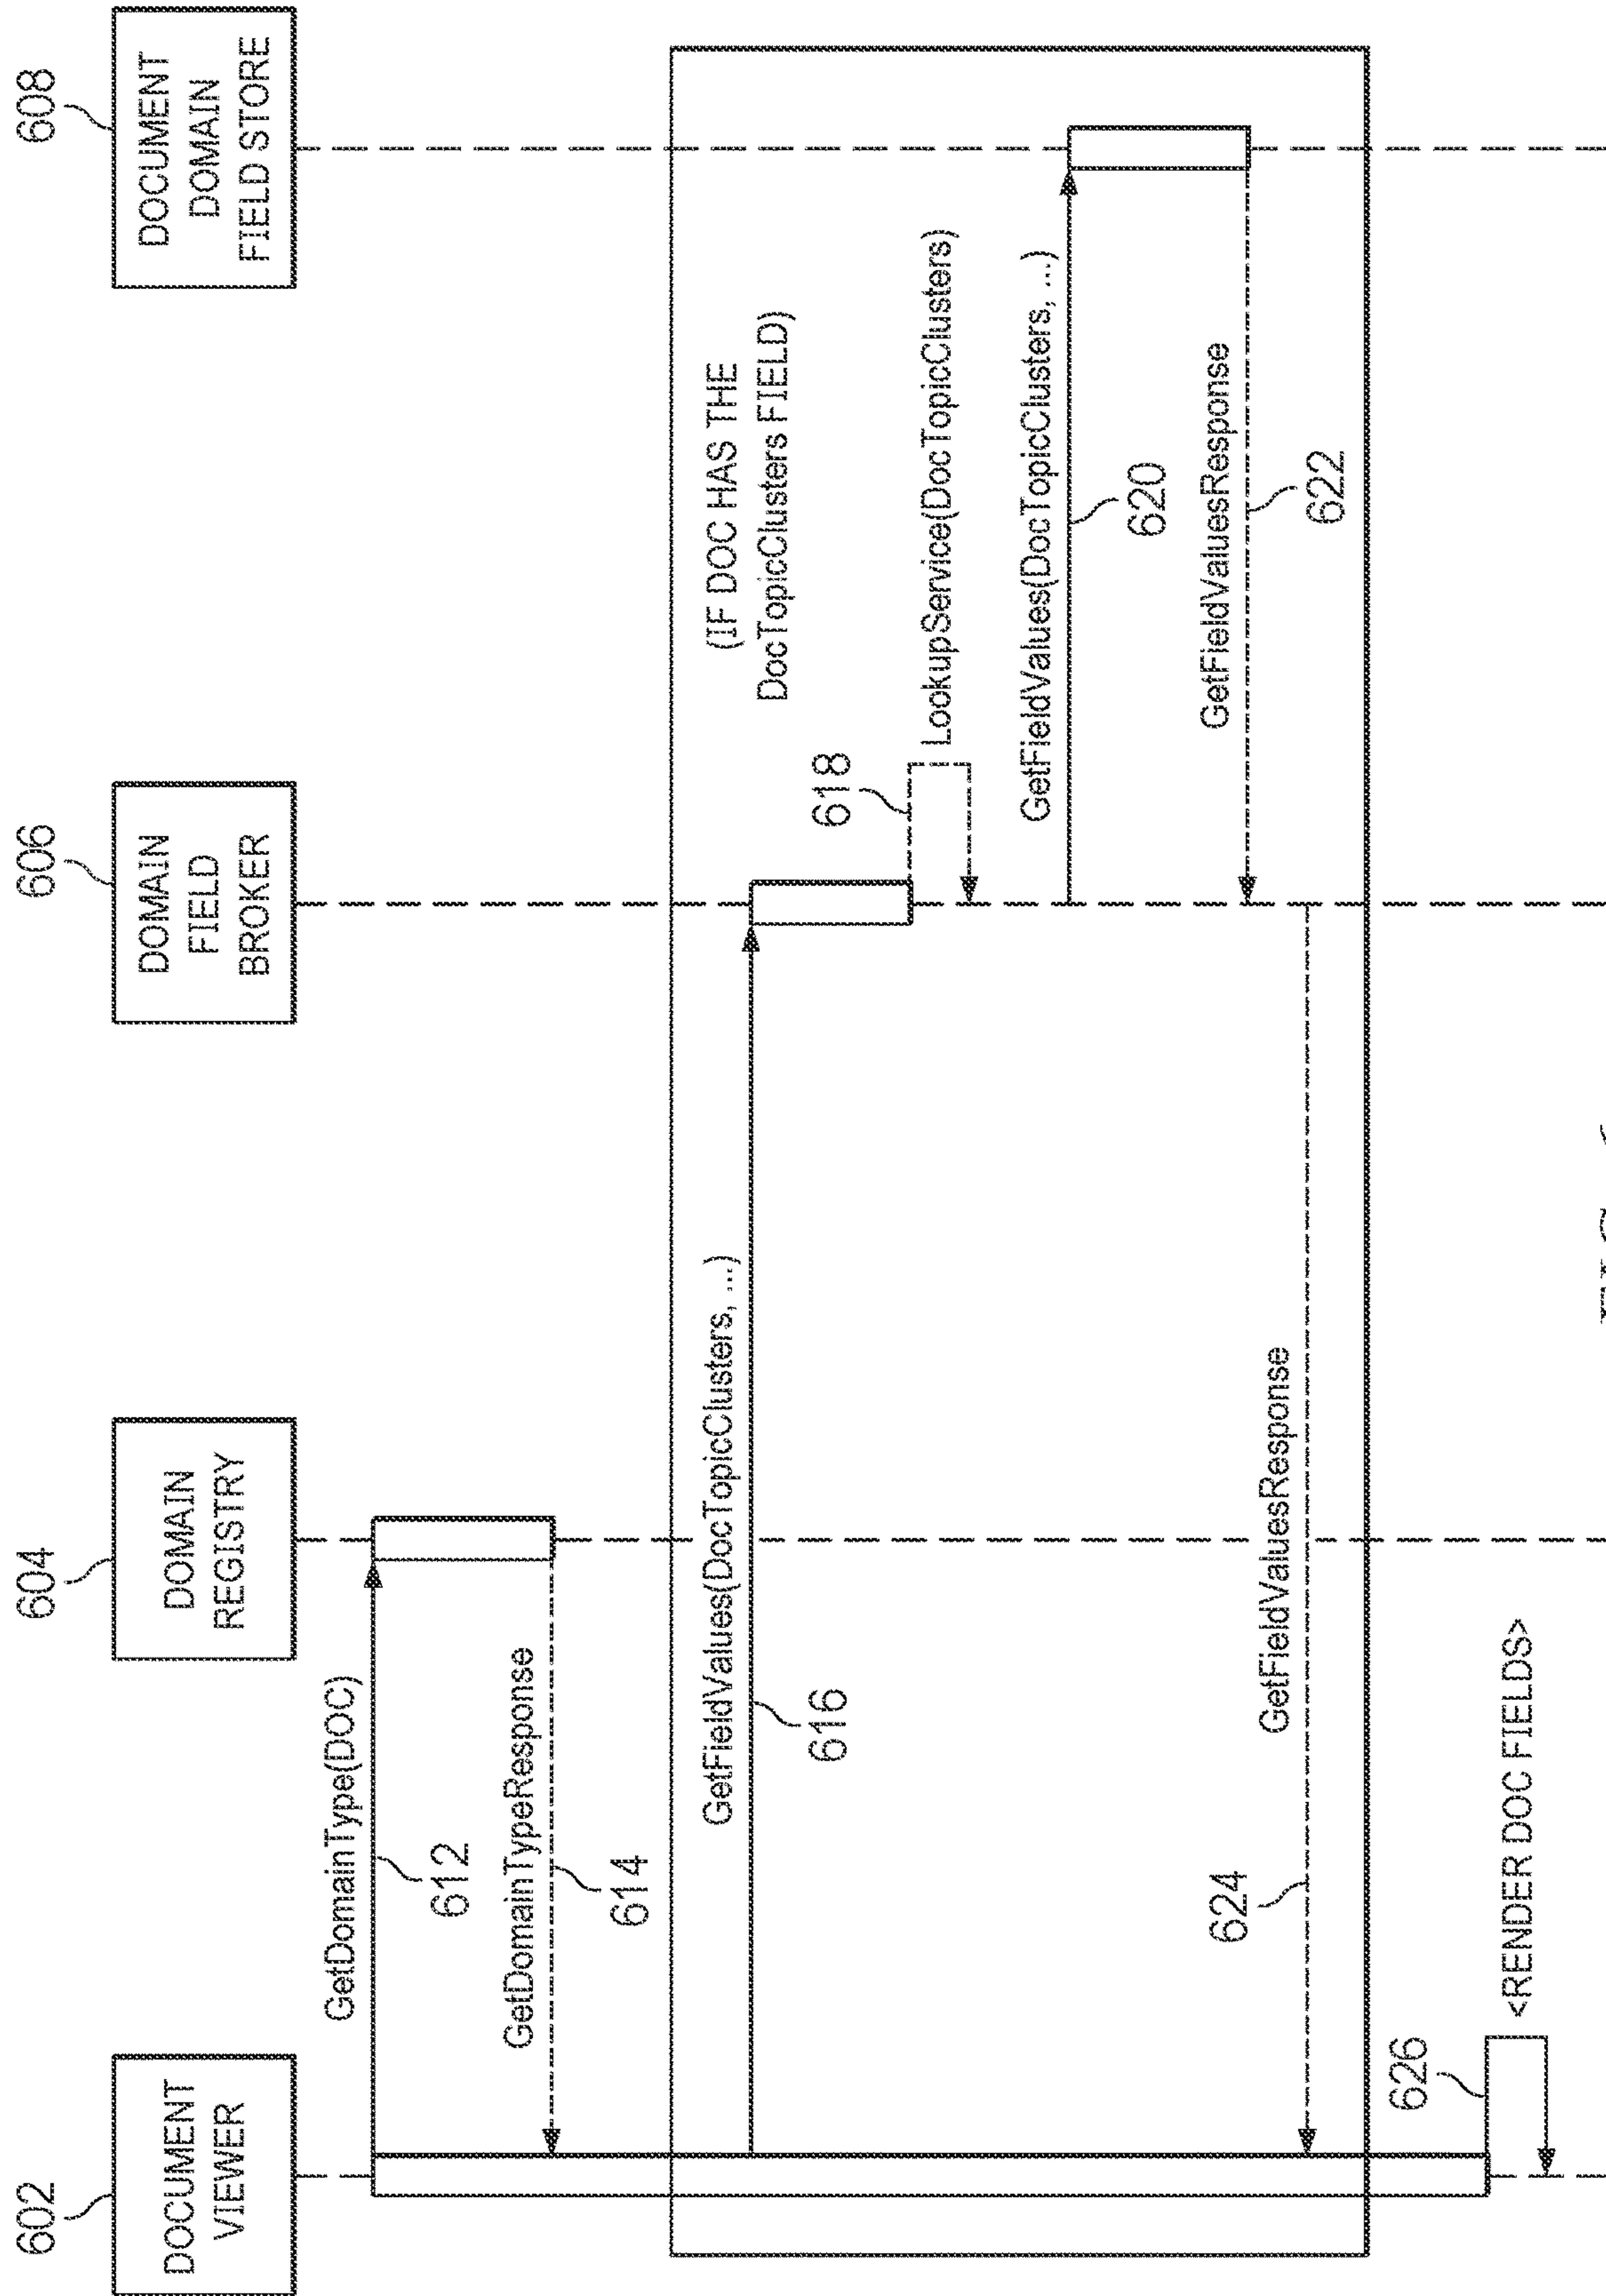 602
DOCUMENT
VIEWER
604
DOMAIN
REGISTRY
606
DOMAIN
FIELD
BROKER
608
DOCUMENT
DOMAIN
FIELD STORE
GetDomainType(DOC)
612
GetDomainTypeResponse
614
GetFieldValues(DocTopicClusters, ...)
616
(IF DOC HAS THE
DocTopicClusters FIELD)
618
LookupService(DocTopicClusters)
GetFieldValues(DocTopicClusters, ...)
620
GetFieldValuesResponse
622
GetFieldValuesResponse
624
626
<RENDER DOC FIELDS>